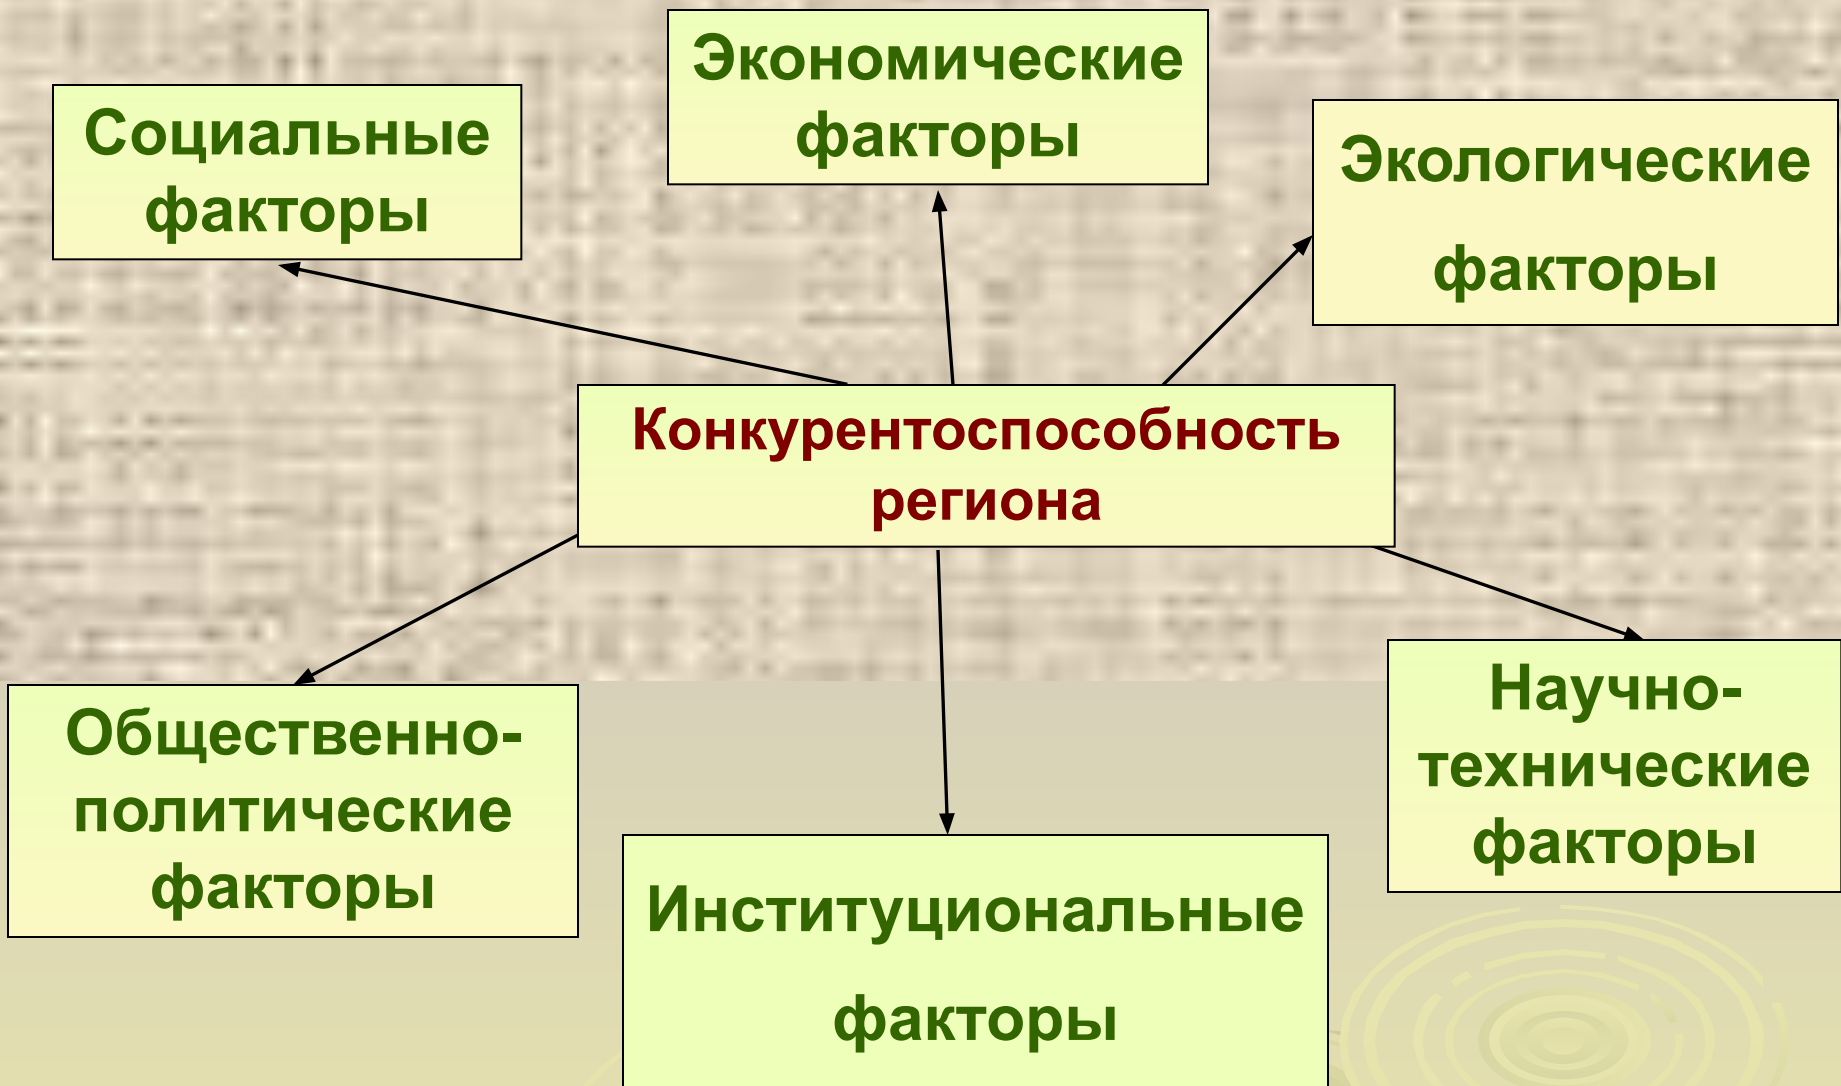 Экономические
факторы
Социальные
факторы
Экологические
факторы
Конкурентоспособность
региона
Общественно-
политические
факторы
Научно-
технические
факторы
Институциональные
факторы